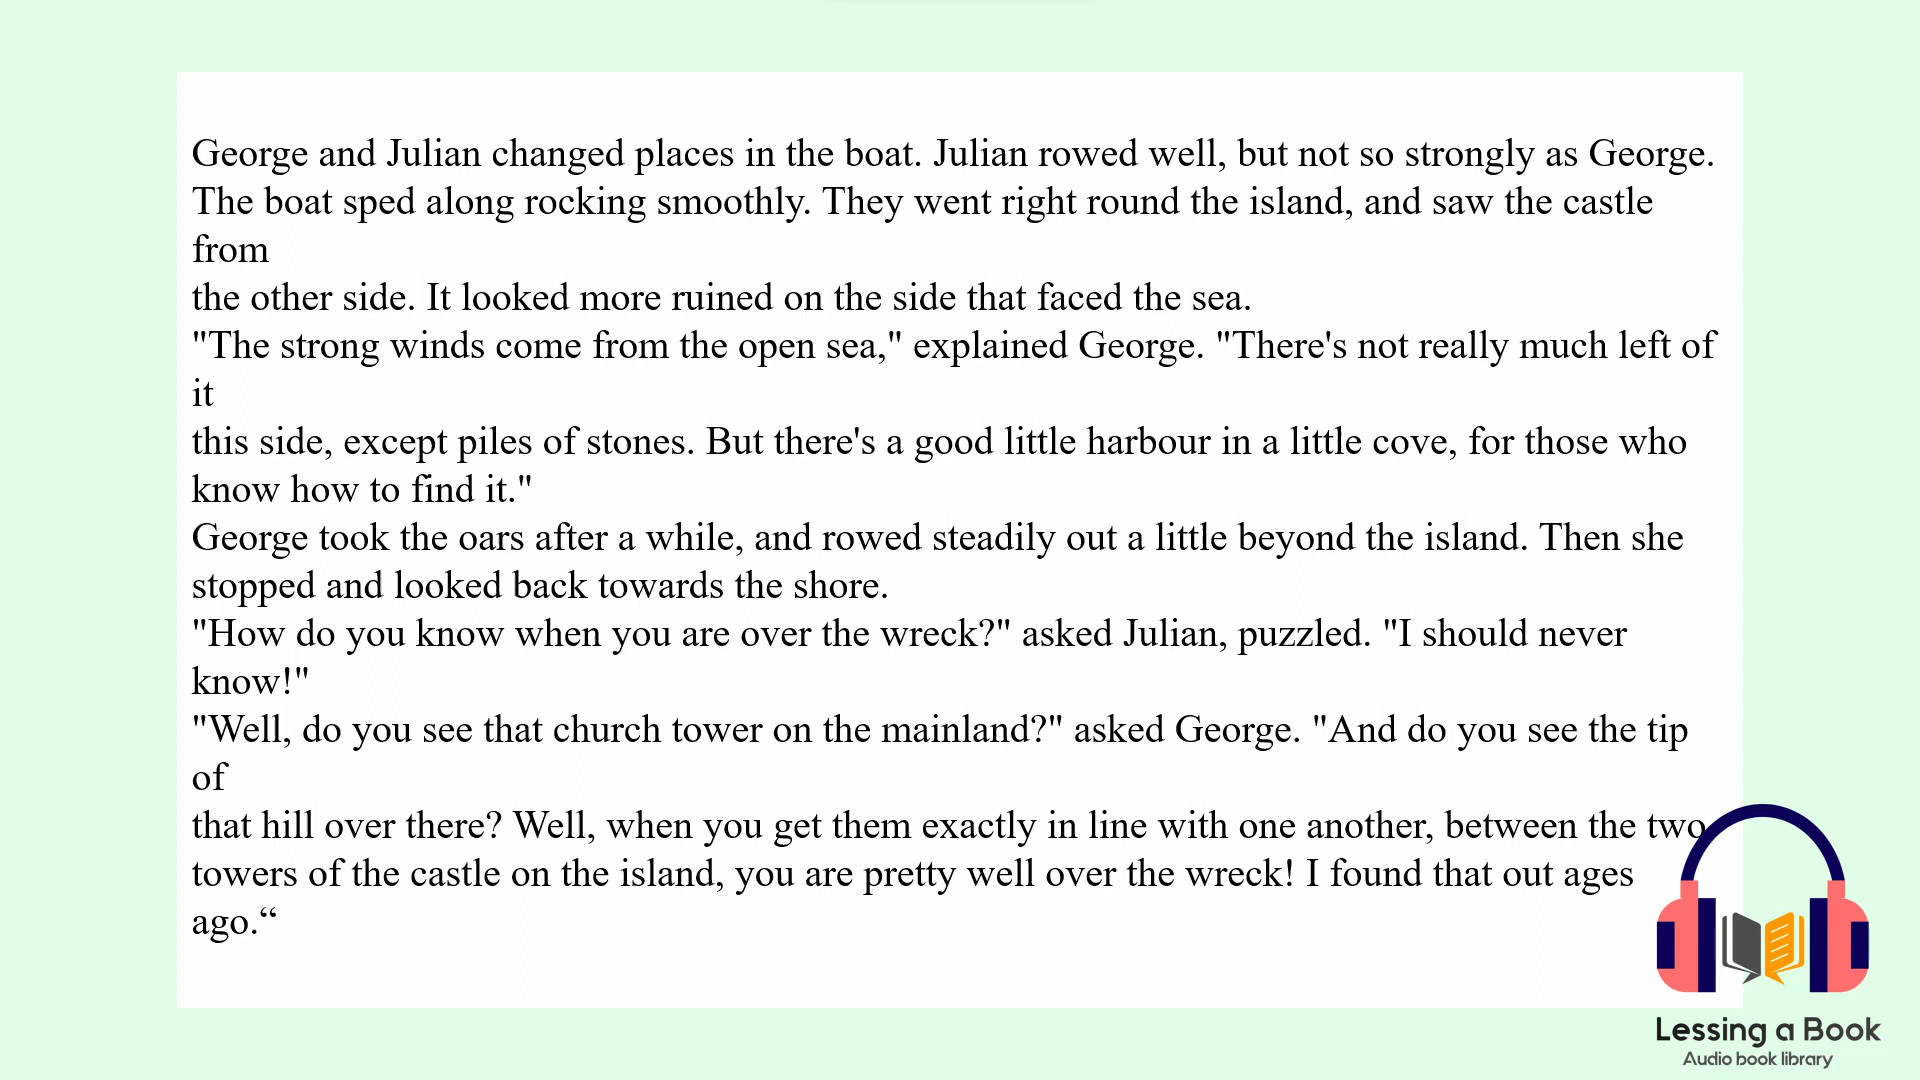 George and Julian changed places in the boat. Julian rowed well, but not so strongly as George.
The boat sped along rocking smoothly. They went right round the island, and saw the castle
from
the other side. It looked more ruined on the side that faced the sea.
"The strong winds come from the open sea," explained George. "There's not really much left of
it
this side, except piles of stones. But there's a good little harbour in a little cove, for those who
know how to find it."
George took the oars after a while, and rowed steadily out a little beyond the island. Then she
stopped and looked back towards the shore.
"How do you know when you are over the wreck?" asked Julian, puzzled. "I should never
know!"
"Well, do you see that church tower on the mainland?" asked George. "And do you see the tip
of
that hill over there? Well, when you get them exactly in line with one another, between the two
towers of the castle on the island, you are pretty well over the wreck! I found that out ages
ago.“
Lessing a Book
Audio book library